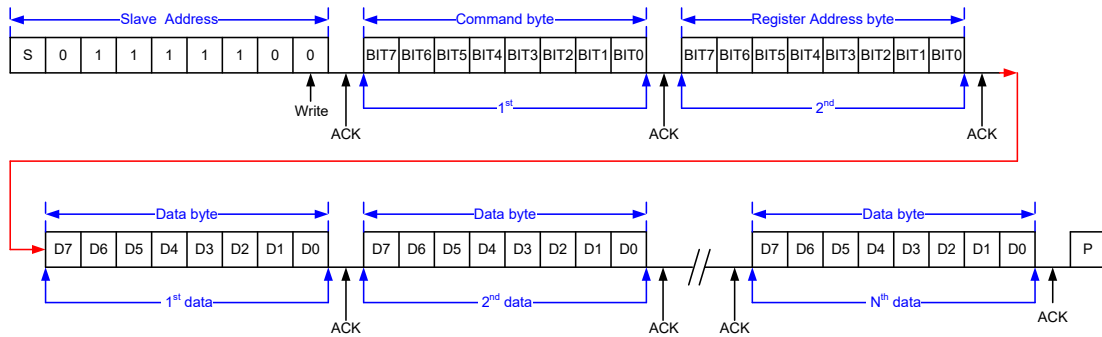 Slave Address Command byte Register Address byte
S 0 1 1 1 1 1 0 0 BIT7 BIT6 BIT5 BIT4 BIT3 BIT2 BIT1 BIT0 BIT7 BIT6 BIT5 BIT4 BIT3 BIT2 BIT1 BIT0
Write 1st 2nd
ACK ACK ACK
Data byte Data byte Data byte
D7 D6 D5 D4 D3 D2 D1 D0 D7 D6 D5 D4 D3 D2 D1 D0 D7 D6 D5 D4 D3 D2 D1 D0 P
1st data 2nd data Nth data
ACK ACK ACK ACK